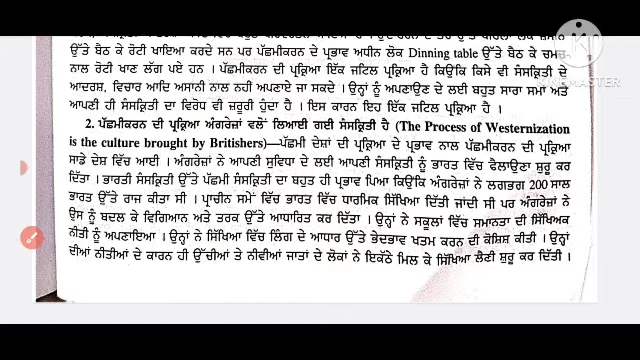 ਉੱਤੇ ਬੈਠ ਕੇ ਰੋਟੀ ਖਾਇਆ ਕਰਦੇ ਸਨ ਪਰ ਪੱਛਮੀਕਰਨ ਦੇ ਪ੍ਰਭਾਵ ਅਧੀਨ ਲੋਕ Dinning table ਉੱਤੇ ਬੈਠ ਕੇ ਚਮਚ
ਨਾਲ ਰੋਟੀ ਖਾਣ ਲੱਗ ਪਏ ਹਨ । ਪੱਛਮੀਕਰਨ ਦੀ ਪ੍ਰਕ੍ਰਿਆ ਇੱਕ ਜਟਿਲ ਪ੍ਰਕ੍ਰਿਆ ਹੈ ਕਿਉਂਕਿ ਕਿਸੇ ਵੀ ਸੰਸਕ੍ਰਿਤੀ ਦੇ
ਆਦਰਸ਼, ਵਿਚਾਰ ਆਦਿ ਅਸਾਨੀ ਨਾਲ ਨਹੀਂ ਅਪਣਾਏ ਜਾ ਸਕਦੇ । ਉਨ੍ਹਾਂ ਨੂੰ ਅਪਣਾਉਣ ਦੇ ਲਈ ਬਹੁਤ ਸਾਰਾ ਸਮਾਂ ਅਤੇ
ਆਪਣੀ ਹੀ ਸੰਸਕ੍ਰਿਤੀ ਦਾ ਵਿਰੋਧ ਵੀ ਜ਼ਰੂਰੀ ਹੁੰਦਾ ਹੈ । ਇਸ ਕਾਰਨ ਇਹ ਇੱਕ ਜਟਿਲ ਪ੍ਰਕ੍ਰਿਆ ਹੈ ।
2. ਪੱਛਮੀਕਰਨ ਦੀ ਪ੍ਰਕ੍ਰਿਆ ਅੰਗਰੇਜ਼ਾਂ ਵਲੋਂ ਲਿਆਈ ਗਈ ਸੰਸਕ੍ਰਿਤੀ ਹੈ (The Process of Westernization
is the culture brought by Britishers)—ਪੱਛਮੀ ਦੇਸ਼ਾਂ ਦੀ ਪ੍ਰਕ੍ਰਿਆ ਦੇ ਪ੍ਰਭਾਵ ਨਾਲ ਪੱਛਮੀਕਰਨ ਦੀ ਪ੍ਰਕ੍ਰਿਆ
ਸਾਡੇ ਦੇਸ਼ ਵਿੱਚ ਆਈ । ਅੰਗਰੇਜ਼ਾਂ ਨੇ ਆਪਣੀ ਸੁਵਿਧਾ ਦੇ ਲਈ ਆਪਣੀ ਸੰਸਕ੍ਰਿਤੀ ਨੂੰ ਭਾਰਤ ਵਿੱਚ ਫੈਲਾਉਣਾ ਸ਼ੁਰੂ ਕਰ
ਦਿੱਤਾ । ਭਾਰਤੀ ਸੰਸਕ੍ਰਿਤੀ ਉੱਤੇ ਪੱਛਮੀ ਸੰਸਕ੍ਰਿਤੀ ਦਾ ਬਹੁਤ ਹੀ ਪ੍ਰਭਾਵ ਪਿਆ ਕਿਉਂਕਿ ਅੰਗਰੇਜ਼ਾਂ ਨੇ ਲਗਭਗ 200 ਸਾਲ
ਭਾਰਤ ਉੱਤੇ ਰਾਜ ਕੀਤਾ ਸੀ । ਪ੍ਰਾਚੀਨ ਸਮੇਂ ਵਿੱਚ ਭਾਰਤ ਵਿੱਚ ਧਾਰਮਿਕ ਸਿੱਖਿਆ ਦਿੱਤੀ ਜਾਂਦੀ ਸੀ ਪਰ ਅੰਗਰੇਜ਼ਾਂ ਨੇ
ਉਸ ਨੂੰ ਬਦਲ ਕੇ ਵਿਗਿਆਨ ਅਤੇ ਤਰਕ ਉੱਤੇ ਆਧਾਰਿਤ ਕਰ ਦਿੱਤਾ । ਉਨ੍ਹਾਂ ਨੇ ਸਕੂਲਾਂ ਵਿੱਚ ਸਮਾਨਤਾ ਦੀ ਸਿੱਖਿਅਕ
ਨੀਤੀ ਨੂੰ ਅਪਣਾਇਆ । ਉਨ੍ਹਾਂ ਨੇ ਸਿੱਖਿਆ ਵਿੱਚ ਲਿੰਗ ਦੇ ਆਧਾਰ ਉੱਤੇ ਭੇਦਭਾਵ ਖਤਮ ਕਰਨ ਦੀ ਕੋਸ਼ਿਸ਼ ਕੀਤੀ । ਉਨ੍ਹਾਂ
ਦੀਆਂ ਨੀਤੀਆਂ ਦੇ ਕਾਰਨ ਹੀ ਉੱਚੀਆਂ ਤੇ ਨੀਵੀਆਂ ਜਾਤਾਂ ਦੇ ਲੋਕਾਂ ਨੇ ਇਕੱਠੇ ਮਿਲ ਕੇ ਸਿੱਖਿਆ ਲੈਣੀ ਸ਼ੁਰੂ ਕਰ ਦਿੱਤੀ ।